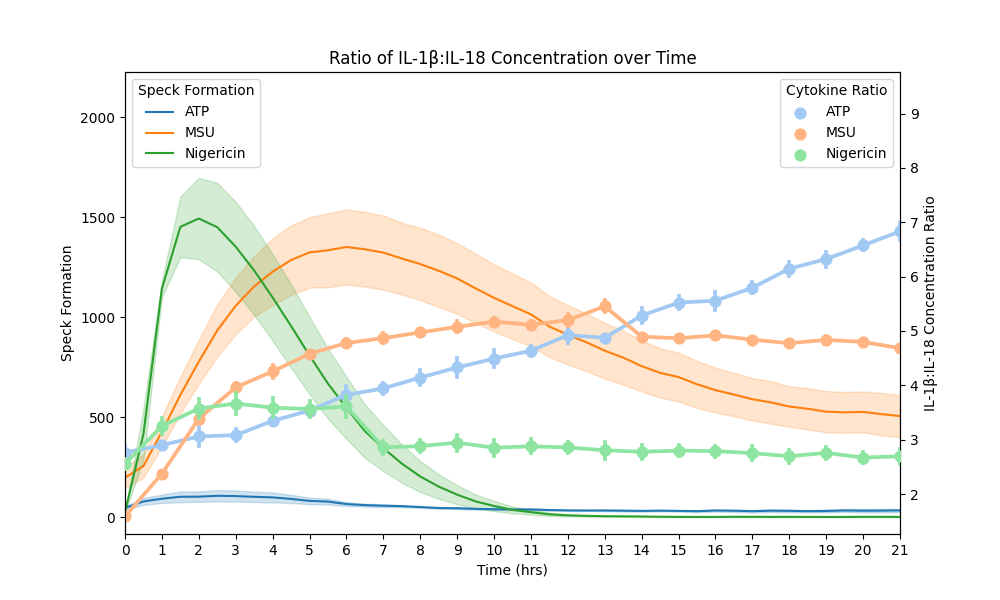 Ratio of IL-1β:IL-18 Concentration over Time
Speck Formation
ATP
MSU
Nigericin
Cytokine Ratio
ATP
MSU
Nigericin
2000
1500
1000
500
0
Speck Formation
9
8
7
6
5
4
3
2
IL-1β:IL-18 Concentration Ratio
0 1 2 3 4 5 6 7 8 9 10 11 12 13 14 15 16 17 18 19 20 21
Time (hrs)